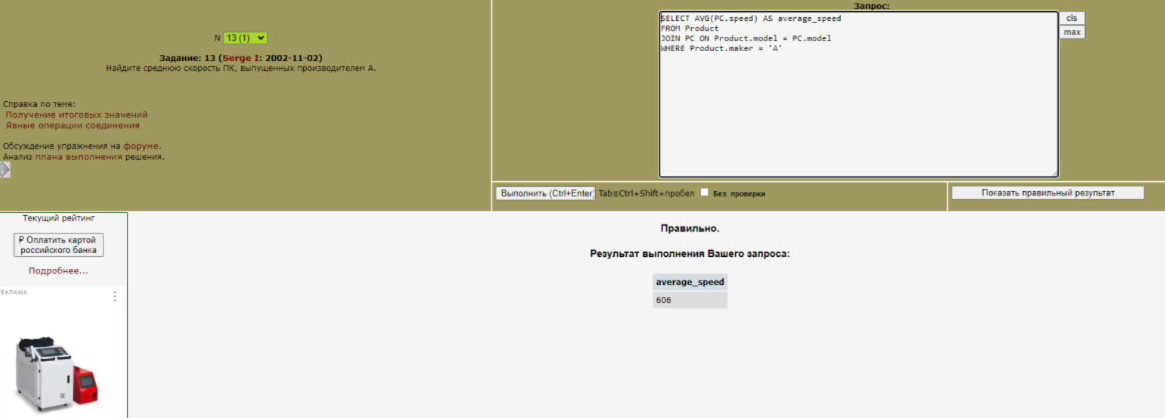 N 13 (1)
Задание: 13 (Serge I: 2002-11-02)
Найдите среднюю скорость ПК, выпущенных производителем A.
Справка по теме:
Получение итоговых значений
Явные операции соединения
Обсуждение упражнения на форуме.
Анализ плана выполнения решения.
Запрос:
SELECT AVG(PC.speed) AS average_speed
FROM Product
JOIN PC ON Product.model = PC.model
WHERE Product.maker = 'A'
cls
max
Выполнить (Ctrl+Enter) Tab≡Ctrl+Shift+пробел Без проверки
Показать правильный результат
Текущий рейтинг
₽ Оплатить картой
российского банка
Подробнее...
РЕКЛАМА
Правильно.
Результат выполнения Вашего запроса:
average_speed
606